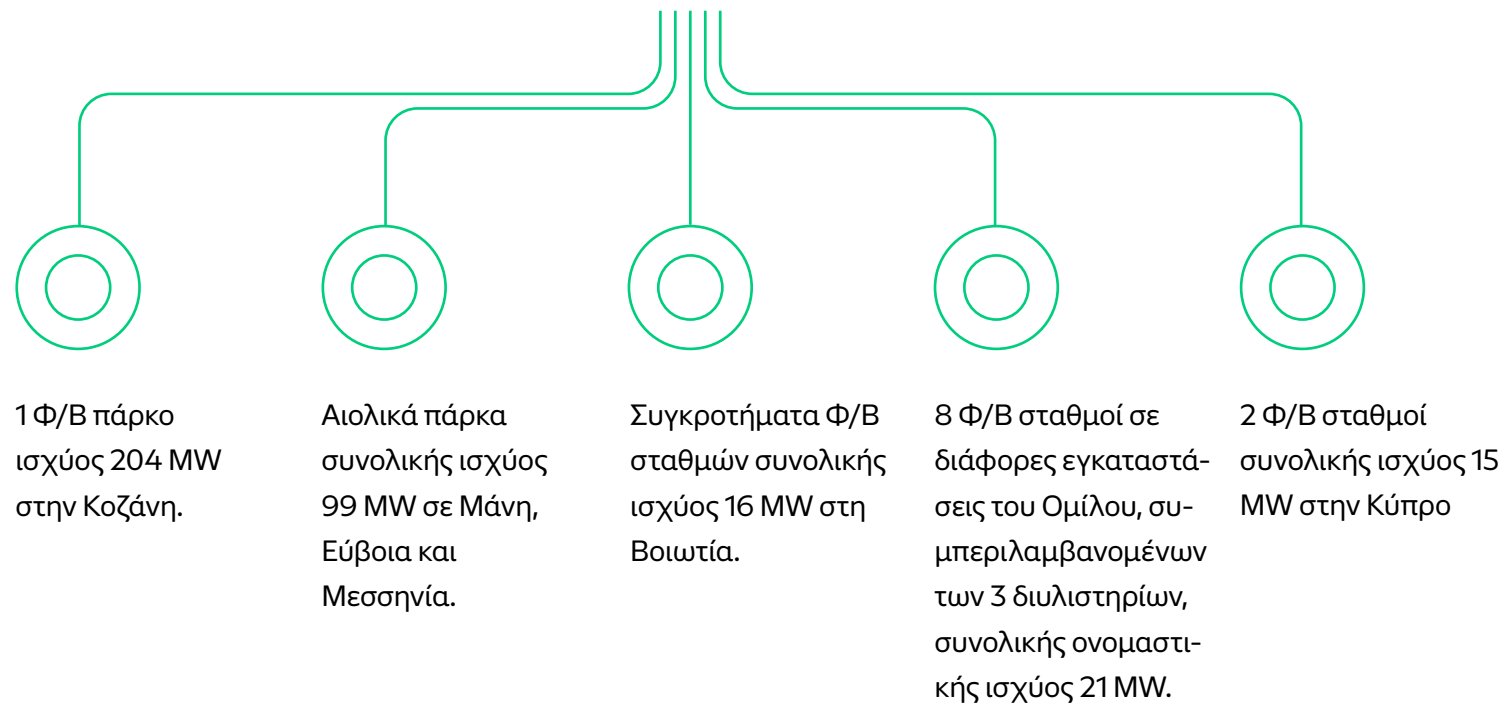 1 Φ/Β πάρκο
ισχύος 204 MW
στην Κοζάνη.
Αιολικά πάρκα
συνολικής ισχύος
99 MW σε Μάνη,
Εύβοια και
Μεσσηνία.
Συγκροτήματα Φ/Β
σταθμών συνολικής
ισχύος 16 MW στη
Βοιωτία.
8 Φ/Β σταθμοί σε
διάφορες εγκαταστά-
σεις του Ομίλου, συ-
μπεριλαμβανομένων
των 3 διυλιστηρίων,
συνολικής ονομαστι-
κής ισχύος 21 MW.
2 Φ/Β σταθμοί
συνολικής ισχύος 15
MW στην Κύπρο